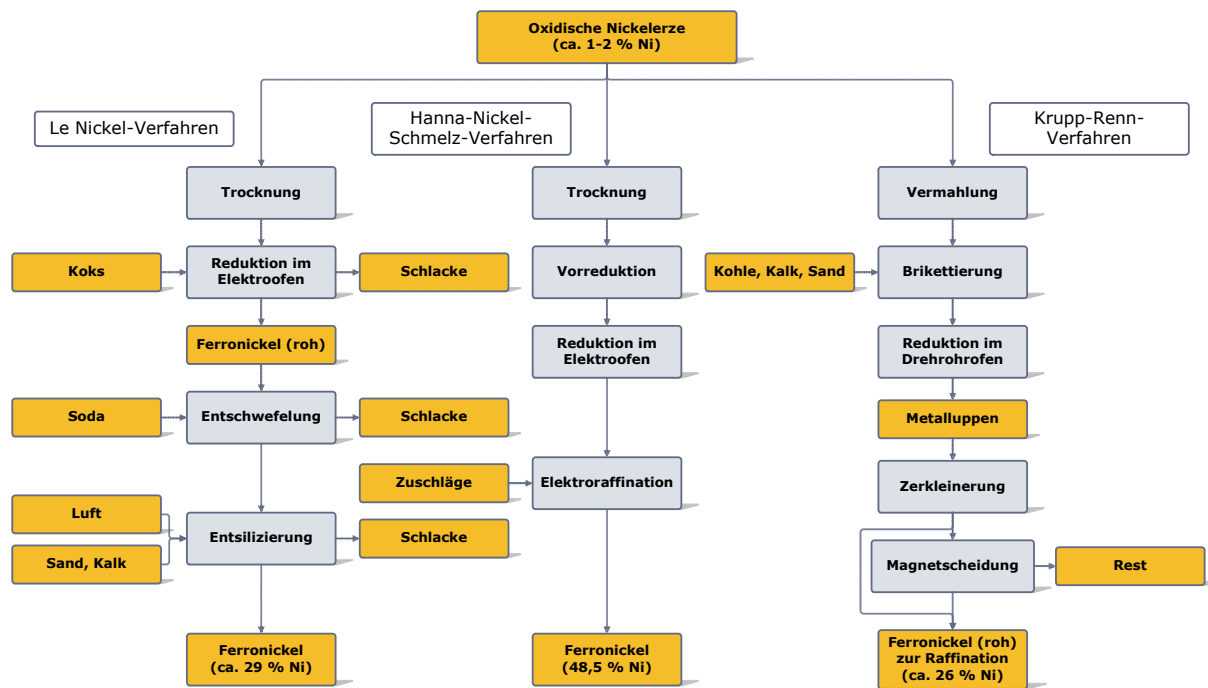 Oxidische Nickelerze
(ca. 1-2 % Ni)
Le Nickel-Verfahren
Hanna-Nickel-
Schmelz-Verfahren
Krupp-Renn-
Verfahren
Trocknung
Trocknung
Vermahlung
Koks
Reduktion im
Elektroofen
Schlacke
Vorreduktion
Kohle, Kalk, Sand
Brikettierung
Ferronickel (roh)
Reduktion im
Elektroofen
Reduktion im
Drehrohrofen
Soda
Entschwefelung
Schlacke
Metalluppen
Zuschläge
Elektroraffination
Zerkleinerung
Luft
Sand, Kalk
Entsilizierung
Schlacke
Magnetscheidung
Rest
Ferronickel
(ca. 29 % Ni)
Ferronickel
(48,5 % Ni)
Ferronickel (roh)
zur Raffination
(ca. 26 % Ni)